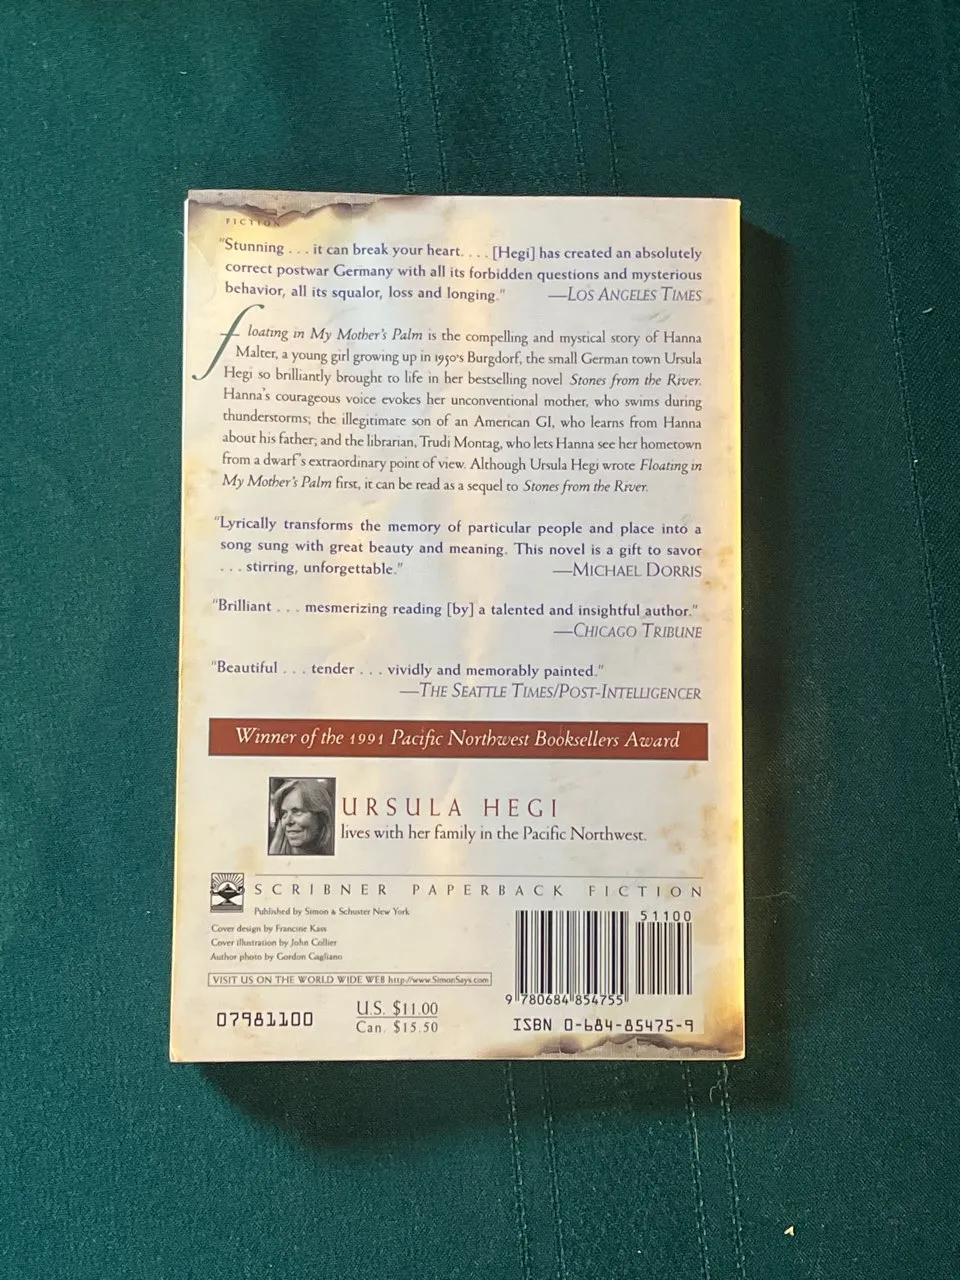 FICTION
"Stunning . . . it can break your heart. . . . [Hegi] has created an absolutely
correct postwar Germany with all its forbidden questions and mysterious
behavior, all its squalor, loss and longing." —LOS ANGELES TIMES
floating in My Mother's Palm is the compelling and mystical story of Hanna
Malter, a young girl growing up in 1950's Burgdorf, the small German town Ursula
Hegi so brilliantly brought to life in her bestselling novel Stones from the River.
Hanna's courageous voice evokes her unconventional mother, who swims during
thunderstorms; the illegitimate son of an American GI, who learns from Hanna
about his father; and the librarian, Trudi Montag, who lets Hanna see her hometown
from a dwarf's extraordinary point of view. Although Ursula Hegi wrote Floating in
My Mother's Palm first, it can be read as a sequel to Stones from the River.
"Lyrically transforms the memory of particular people and place into a
song sung with great beauty and meaning. This novel is a gift to savor
. . . stirring, unforgettable." —MICHAEL DORRIS
"Brilliant . . . mesmerizing reading [by] a talented and insightful author."
—CHICAGO TRIBUNE
"Beautiful . . . tender . . . vividly and memorably painted."
—THE SEATTLE TIMES/POST-INTELLIGENCER
Winner of the 1991 Pacific Northwest Booksellers Award
URSULA HEGI
lives with her family in the Pacific Northwest.
SCRIBNER PAPERBACK FICTION
Published by Simon & Schuster New York
Cover design by Francine Kass
Cover illustration by John Collier
Author photo by Gordon Gagliano
VISIT US ON THE WORLD WIDE WEB http://www.SimonSays.com
07981100
U.S. $11.00
Can. $15.50
51100
9 780684 854755
ISBN 0-684-85475-9